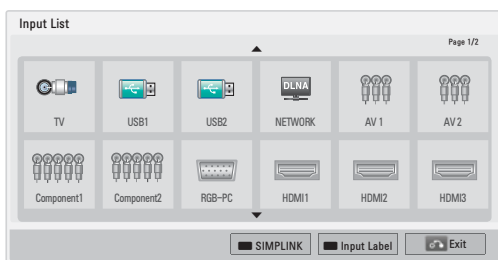 Input List
Page 1/2
DLNA
TV USB1 USB2 NETWORK AV 1 AV 2
Component1 Component2 RGB-PC HDMI1 HDMI2 HDMI3
SIMPLINK Input Label Exit